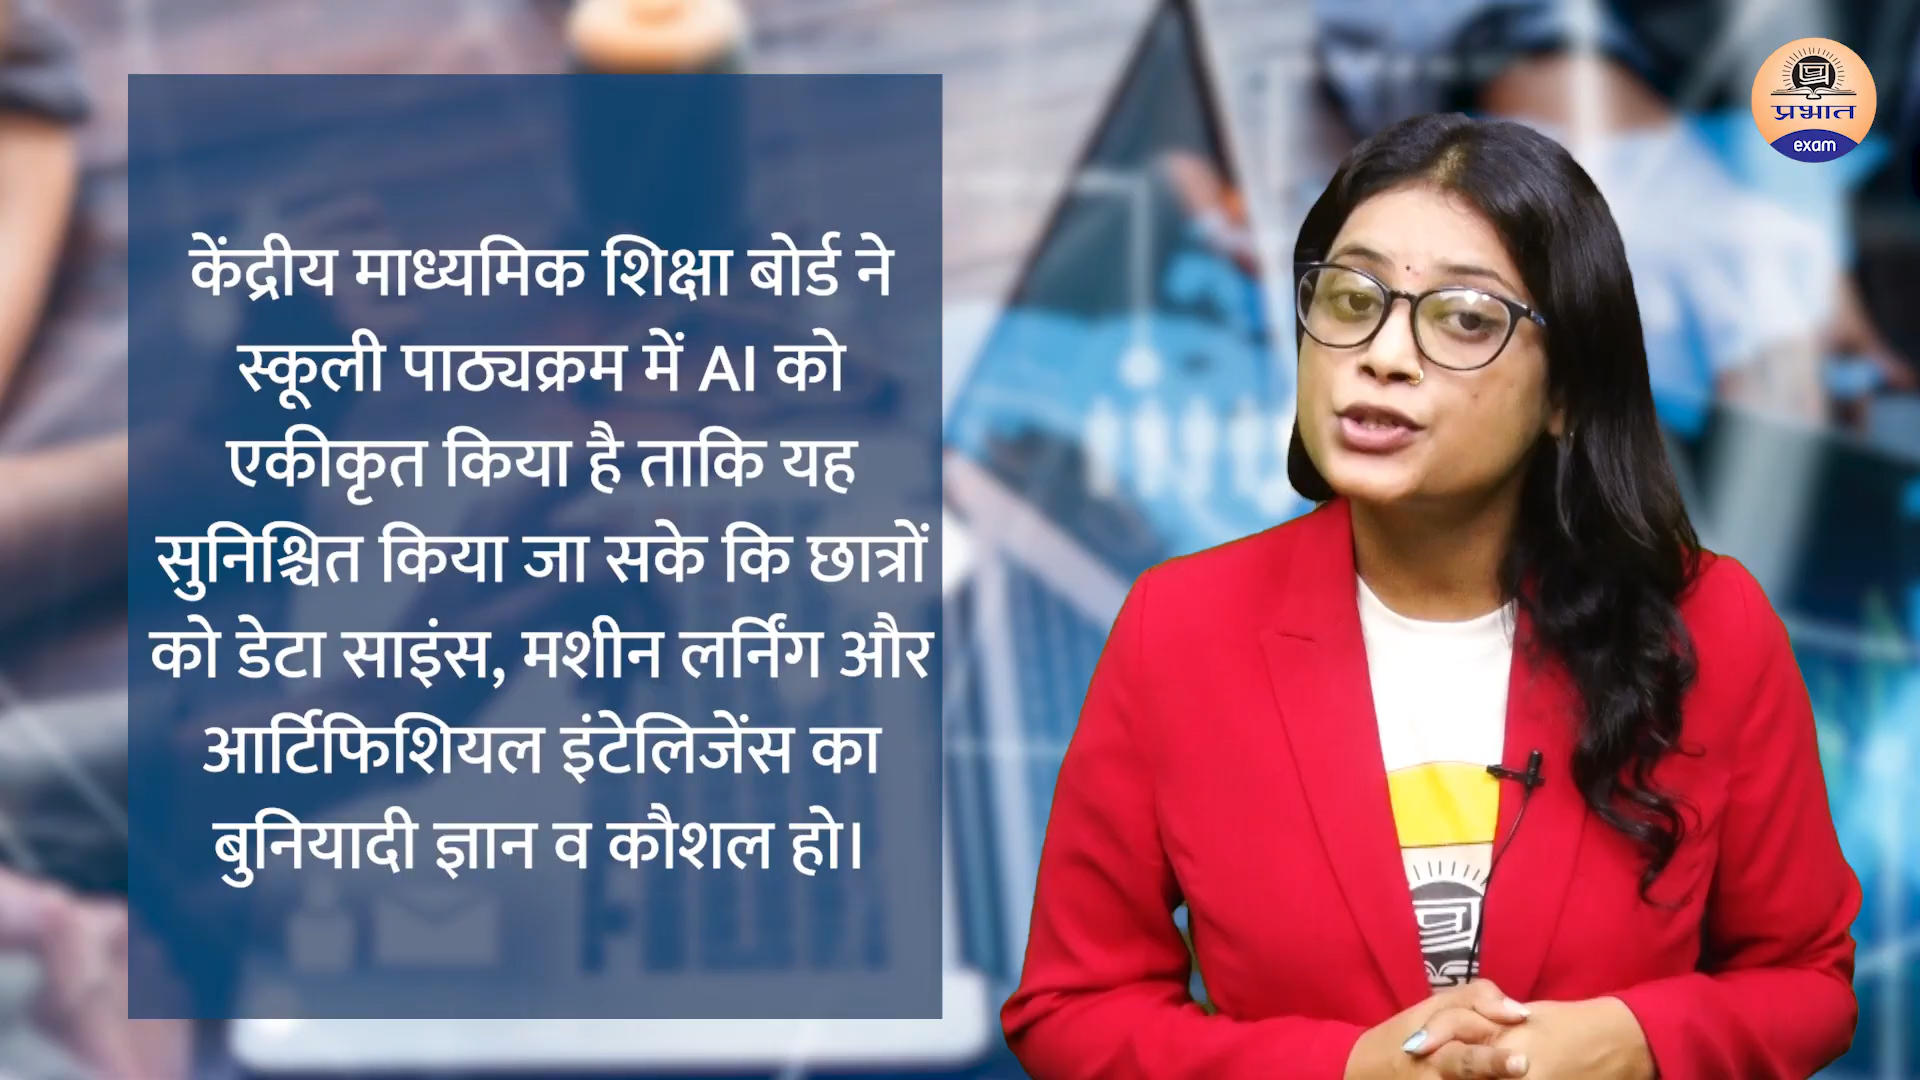 केंद्रीय माध्यमिक शिक्षा बोर्ड ने
स्कूली पाठ्यक्रम में AI को
एकीकृत किया है ताकि यह
सुनिश्चित किया जा सके कि छात्रों
को डेटा साइंस, मशीन लर्निंग और
आर्टिफिशियल इंटेलिजेंस का
बुनियादी ज्ञान व कौशल हो।
प्रभात
exam